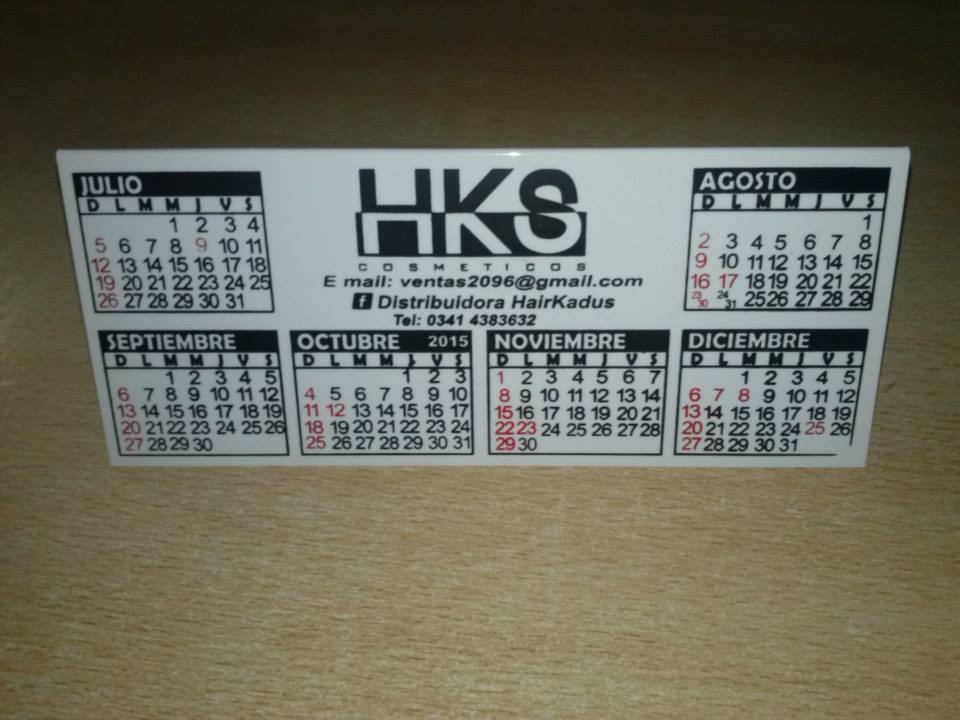 JULIO
D L M M J V S
1 2 3 4
5 6 7 8 9 10 11
12 13 14 15 16 17 18
19 20 21 22 23 24 25
26 27 28 29 30 31
HKS
COSMETICOS
E mail: ventas2096@gmail.com
f Distribuidora HairKadus
Tel: 0341 4383632
AGOSTO
D L M M J V S
1
2 3 4 5 6 7 8
9 10 11 12 13 14 15
16 17 18 19 20 21 22
23 30 24 31 25 26 27 28 29
SEPTIEMBRE
D L M M J V S
1 2 3 4 5
6 7 8 9 10 11 12
13 14 15 16 17 18 19
20 21 22 23 24 25 26
27 28 29 30
OCTUBRE 2015
D L M M J V S
1 2 3
4 5 6 7 8 9 10
11 12 13 14 15 16 17
18 19 20 21 22 23 24
25 26 27 28 29 30 31
NOVIEMBRE
D L M M J V S
1 2 3 4 5 6 7
8 9 10 11 12 13 14
15 16 17 18 19 20 21
22 23 24 25 26 27 28
29 30
DICIEMBRE
D L M M J V S
1 2 3 4 5
6 7 8 9 10 11 12
13 14 15 16 17 18 19
20 21 22 23 24 25 26
27 28 29 30 31